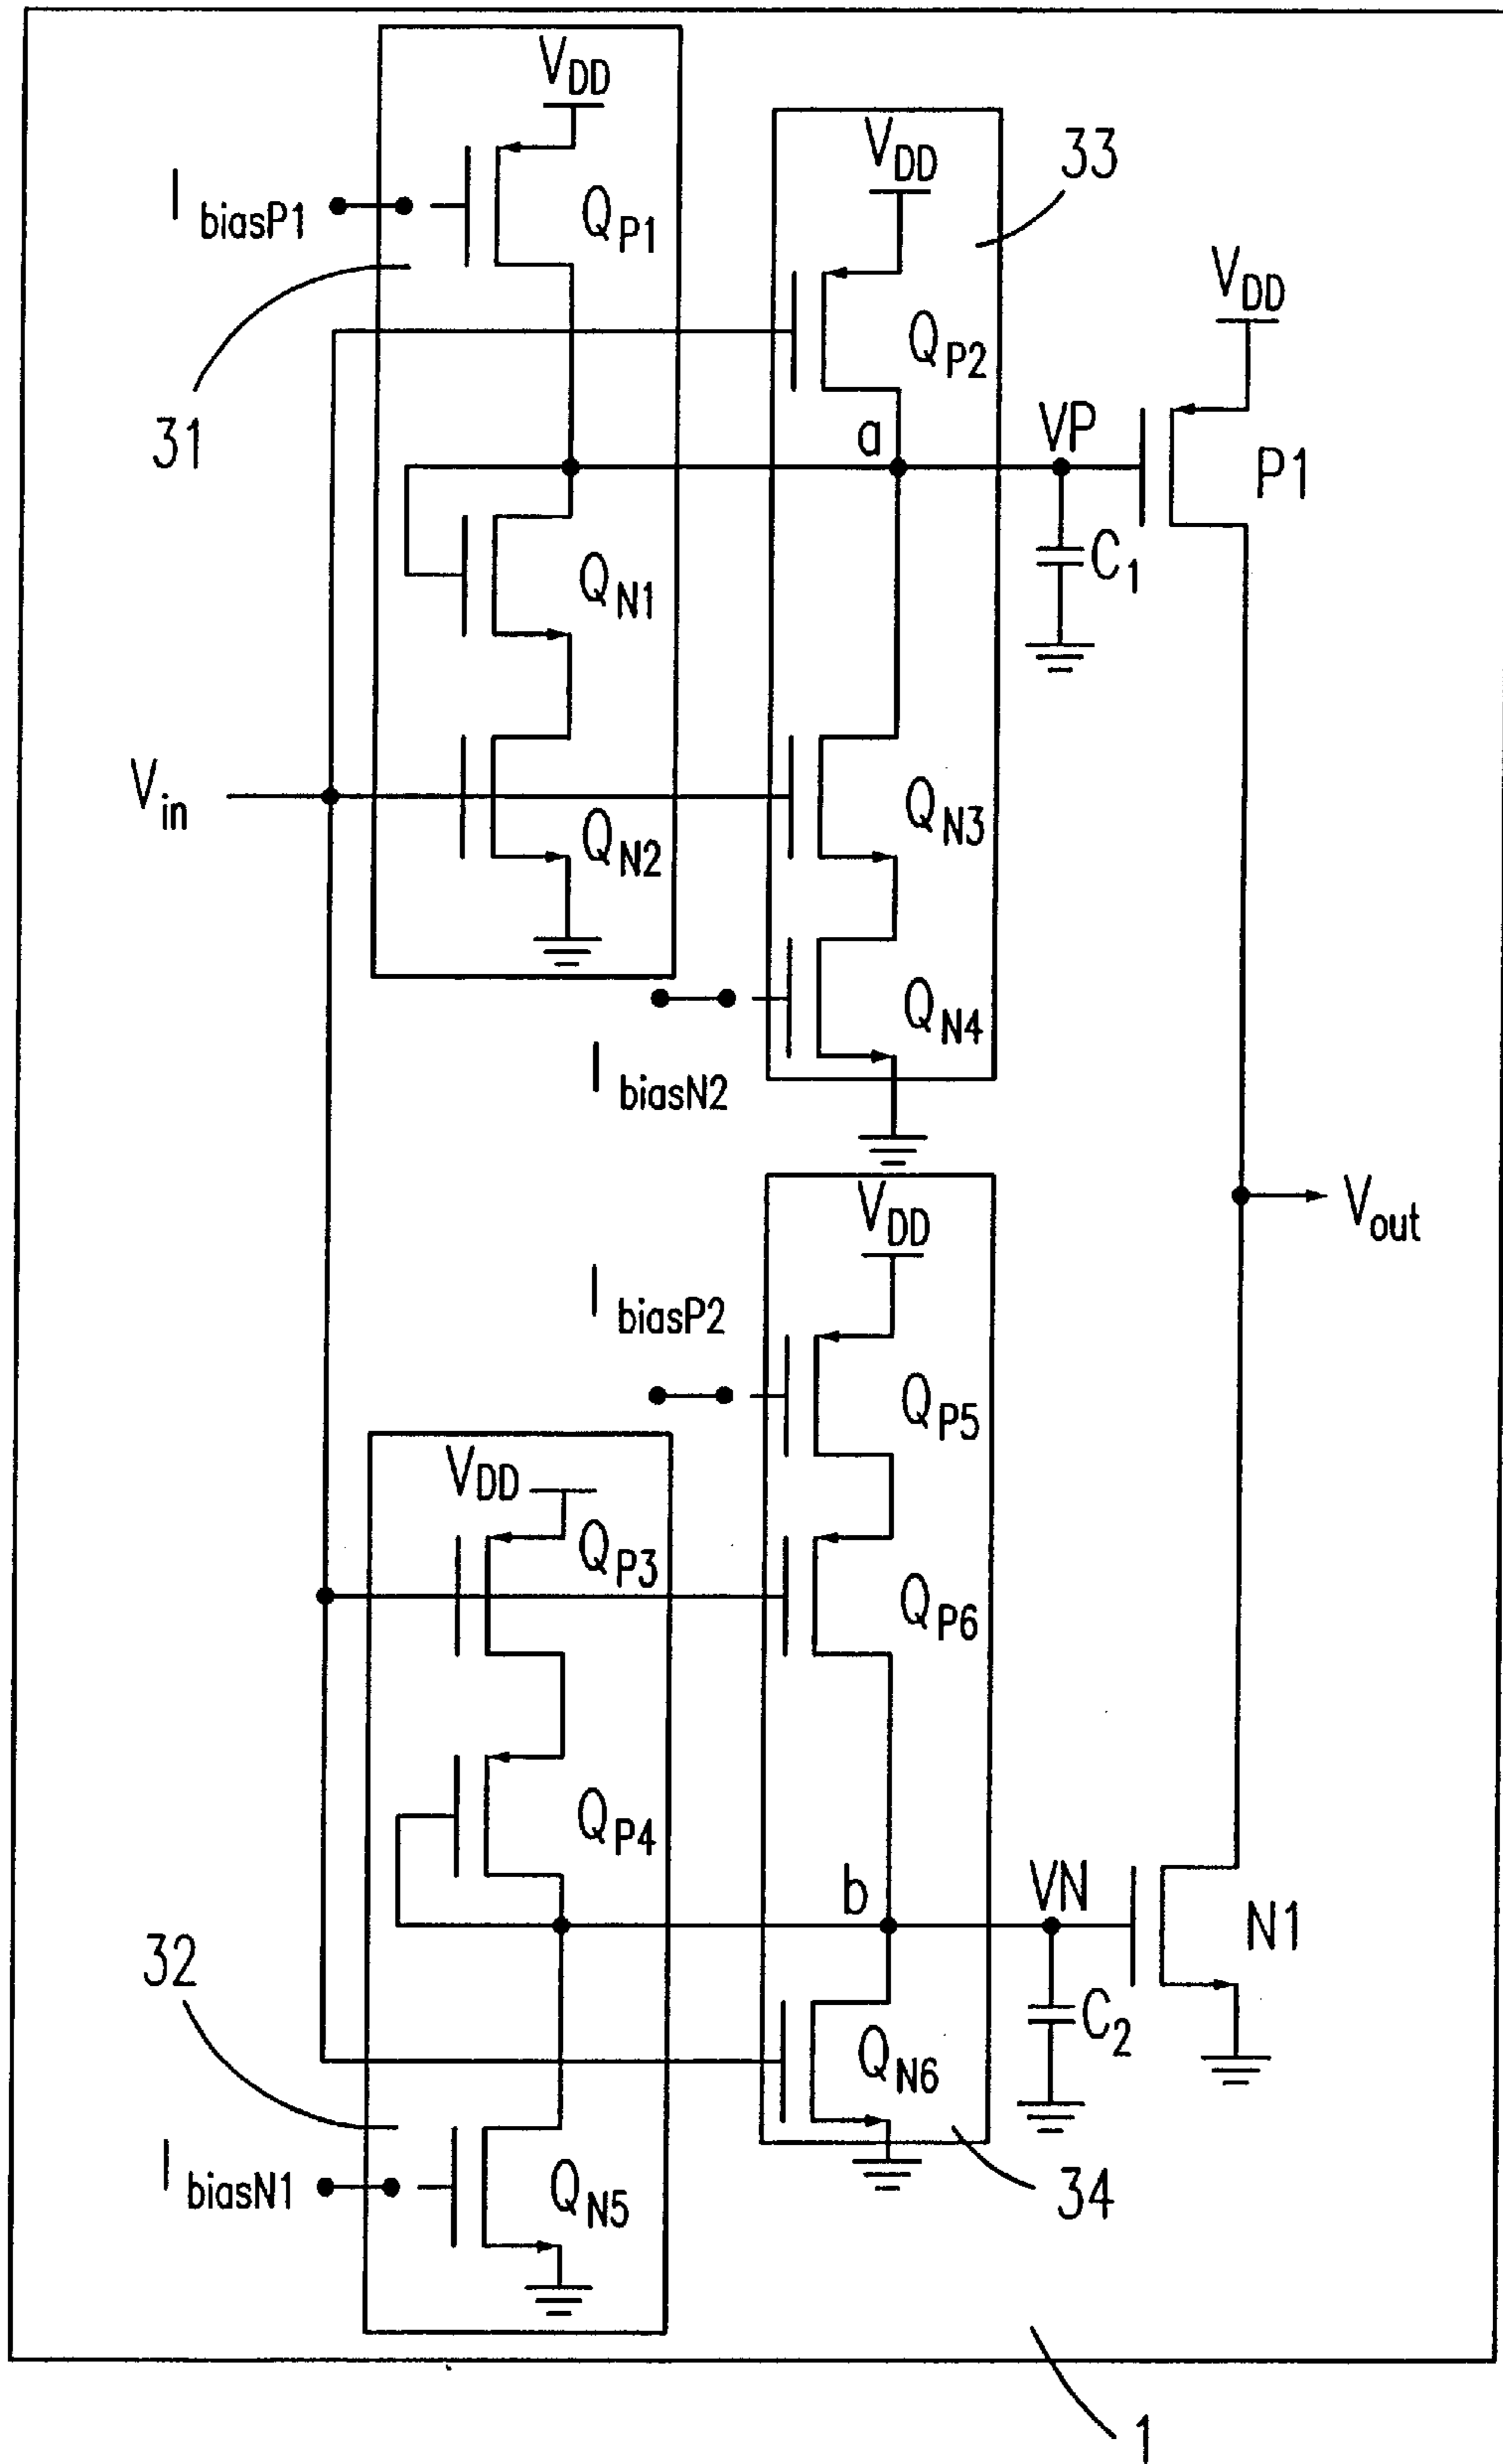 VDD
IbiasP1
QP1
31
VDD
33
QP2
VDD
a
VP
P1
C1
QN1
Vin
QN2
QN3
QN4
IbiasN2
Vout
VDD
IbiasP2
QP5
VDD
QP3
QP6
QP4
b
VN
N1
32
C2
QN6
IbiasN1
QN5
34
1